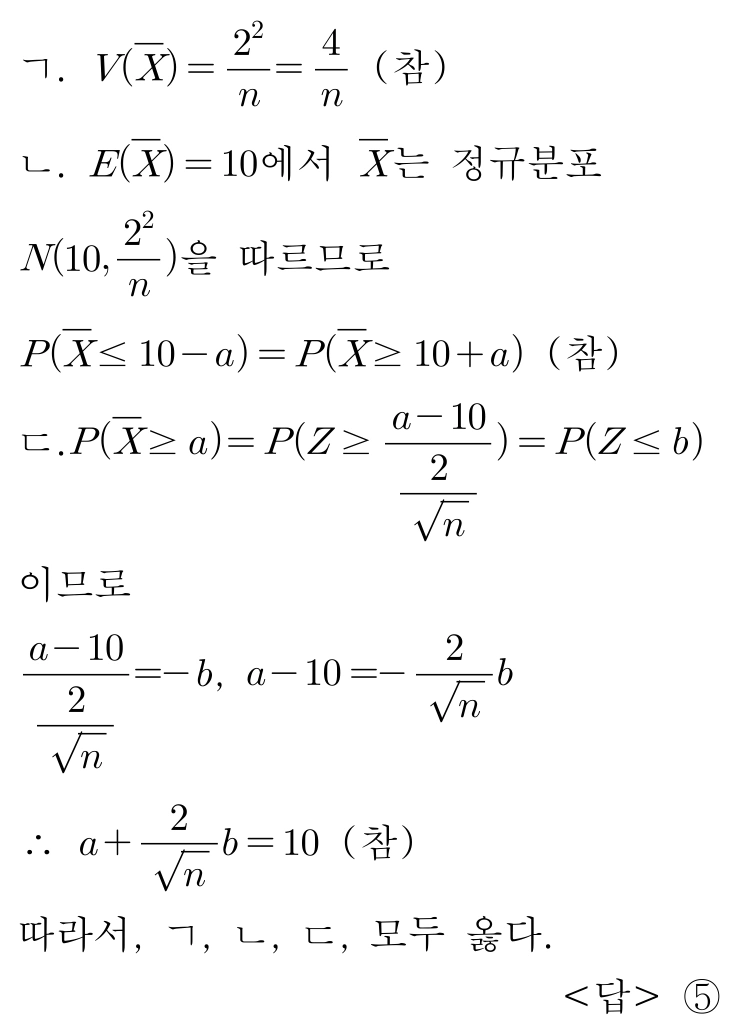 ㄱ. V(X̅) = 2²/n = 4/n (참)
ㄴ. E(X̅) = 10에서 X̅는 정규분포
N(10, 2²/n)을 따르므로
P(X̅ ≤ 10 − a) = P(X̅ ≥ 10 + a) (참)
ㄷ. P(X̅ ≥ a) = P(Z ≥ (a − 10)/(2/√n)) = P(Z ≤ b)
이므로
(a − 10)/(2/√n) = −b, a − 10 = −(2/√n)b
∴ a + (2/√n)b = 10 (참)
따라서, ㄱ, ㄴ, ㄷ, 모두 옳다.
<답> ⑤